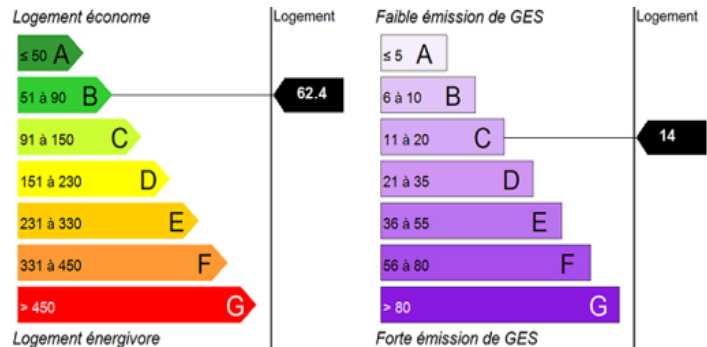 Logement économe
Logement
≤ 50 A
51 à 90 B
62.4
91 à 150 C
151 à 230 D
231 à 330 E
331 à 450 F
> 450 G
Logement énergivore
Faible émission de GES
Logement
≤ 5 A
6 à 10 B
11 à 20 C
14
21 à 35 D
36 à 55 E
56 à 80 F
> 80 G
Forte émission de GES